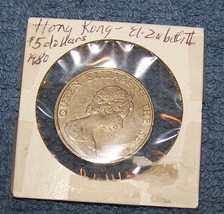 Hong Kong - Elizabeth II
$5 dollars
1980
QUEEN ELIZABETH THE SECOND